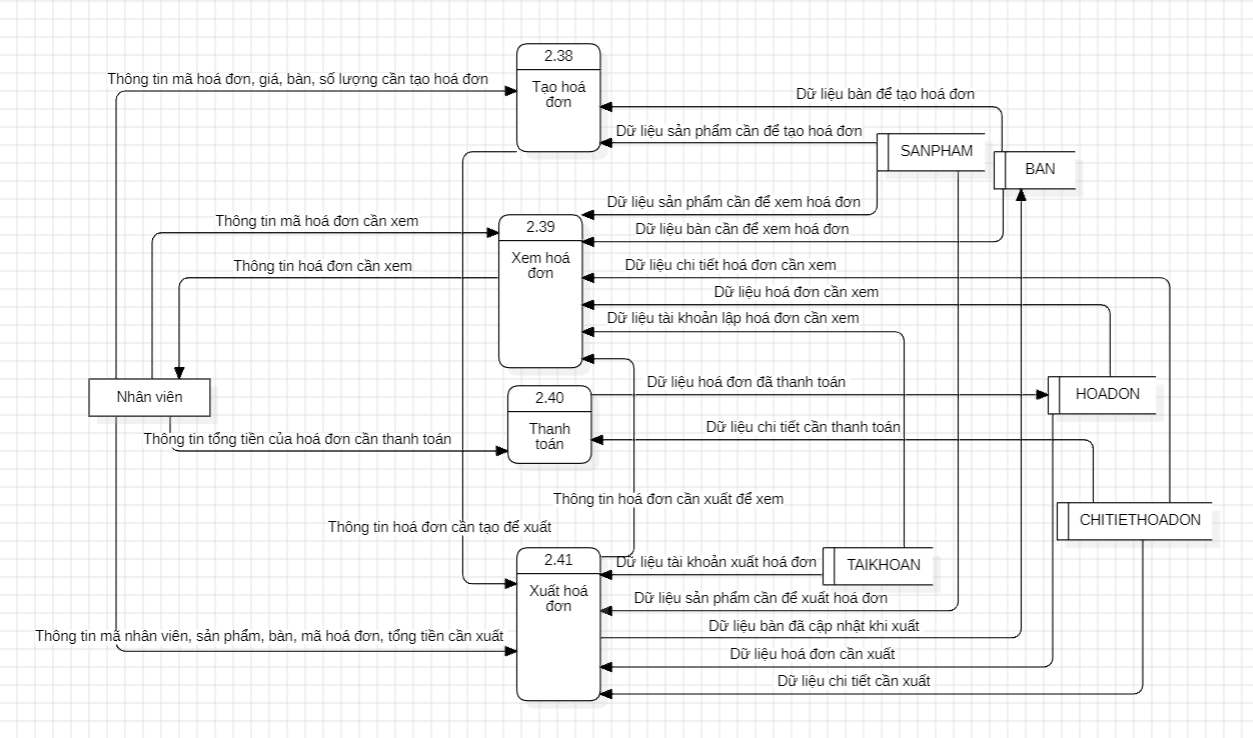 2.38
Thông tin mã hoá đơn, giá, bàn, số lượng cần tạo hoá đơn
Tạo hoá
đơn
Dữ liệu bàn để tạo hoá đơn
Dữ liệu sản phẩm cần để tạo hoá đơn
SANPHAM
BAN
Dữ liệu sản phẩm cần để xem hoá đơn
Thông tin mã hoá đơn cần xem
2.39
Dữ liệu bàn cần để xem hoá đơn
Xem hoá
đơn
Thông tin hoá đơn cần xem
Dữ liệu chi tiết hoá đơn cần xem
Dữ liệu hoá đơn cần xem
Dữ liệu tài khoản lập hoá đơn cần xem
Dữ liệu hoá đơn đã thanh toán
Nhân viên
2.40
HOADON
Thanh
toán
Dữ liệu chi tiết cần thanh toán
Thông tin tổng tiền của hoá đơn cần thanh toán
Thông tin hoá đơn cần xuất để xem
Thông tin hoá đơn cần tạo để xuất
CHITIETHOADON
2.41
Dữ liệu tài khoản xuất hoá đơn
TAIKHOAN
Xuất hoá
đơn
Dữ liệu sản phẩm cần để xuất hoá đơn
Dữ liệu bàn đã cập nhật khi xuất
Thông tin mã nhân viên, sản phẩm, bàn, mã hoá đơn, tổng tiền cần xuất
Dữ liệu hoá đơn cần xuất
Dữ liệu chi tiết cần xuất